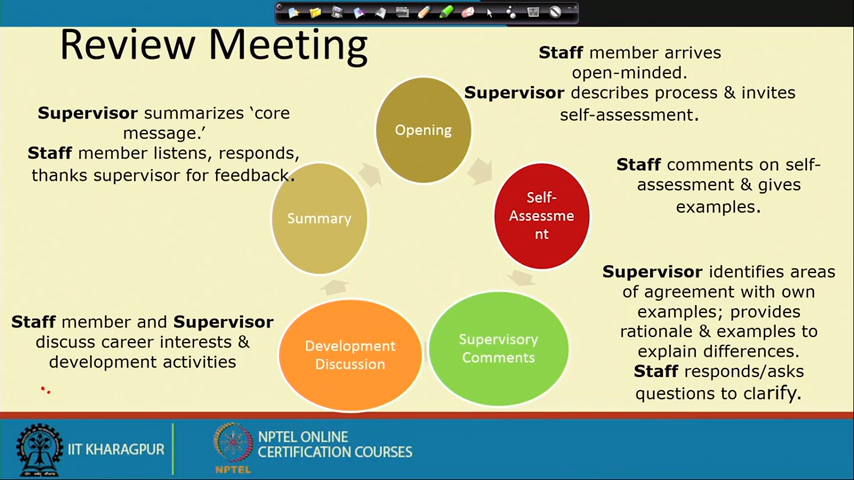 Review Meeting
Staff member arrives
open-minded.
Supervisor describes process & invites
self-assessment.
Supervisor summarizes ‘core
message.’
Staff member listens, responds,
thanks supervisor for feedback.
Opening
Staff comments on self-
assessment & gives
examples.
Self-
Assessme
nt
Summary
Supervisor identifies areas
of agreement with own
examples; provides
rationale & examples to
explain differences.
Staff responds/asks
questions to clarify.
Supervisory
Comments
Development
Discussion
Staff member and Supervisor
discuss career interests &
development activities
IIT KHARAGPUR
NPTEL
NPTEL ONLINE
CERTIFICATION COURSES